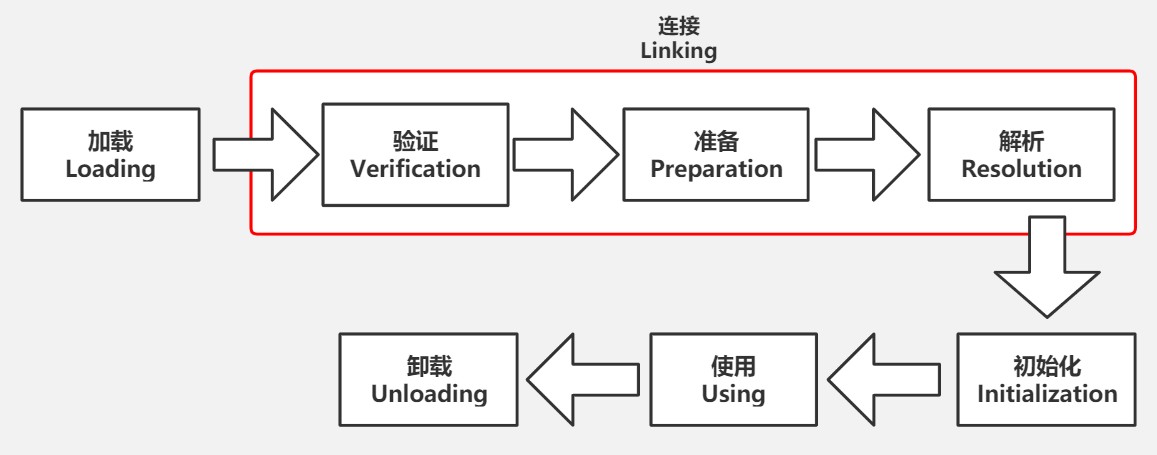 连接
Linking
加载
Loading
验证
Verification
准备
Preparation
解析
Resolution
初始化
Initialization
使用
Using
卸载
Unloading